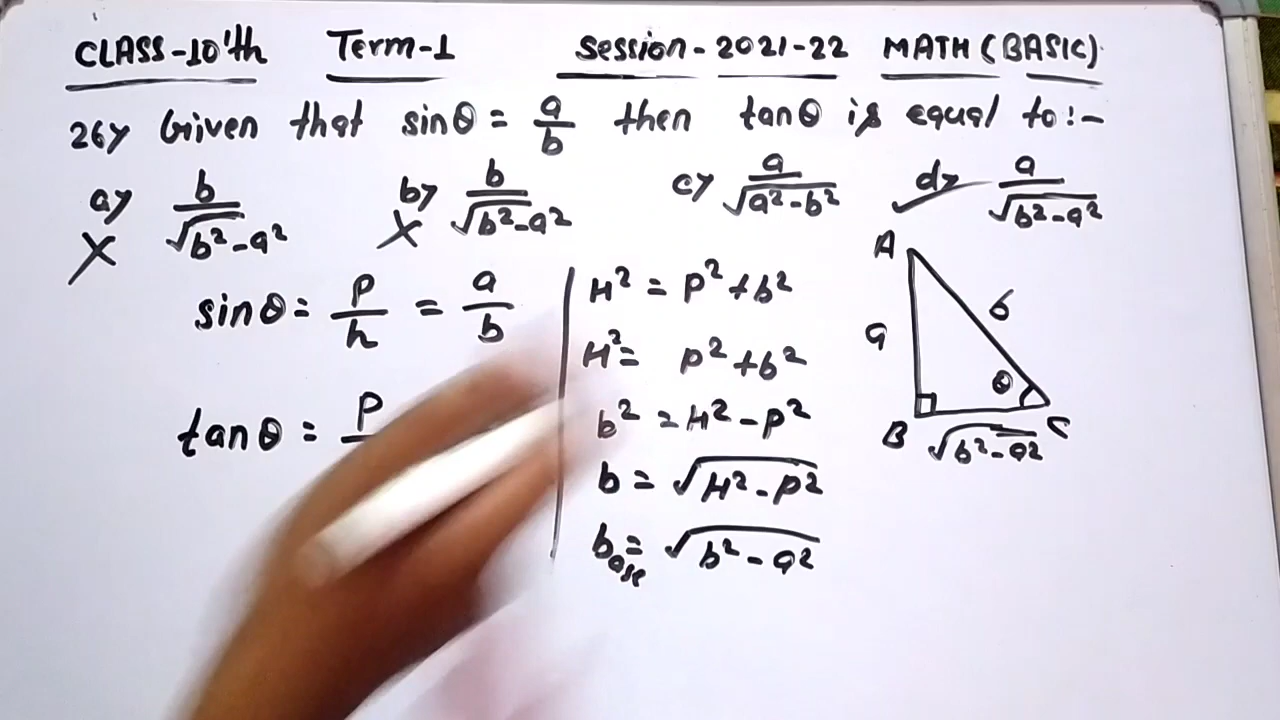 CLASS-10'th Term-1 Session-2021-22 MATH (BASIC)
26) Given that sinθ = a/b then tanθ is equal to:-
a) b/√b²-a² b) b/√b²-a² c) a/√a²-b² d) a/√b²-a²
sinθ = P/h = a/b
tanθ = P
H² = P²+b²
H² = P²+b²
b² = H²-P²
b = √H²-P²
base = √b²-a²
A
a
b
θ
B
√b²-a²
C